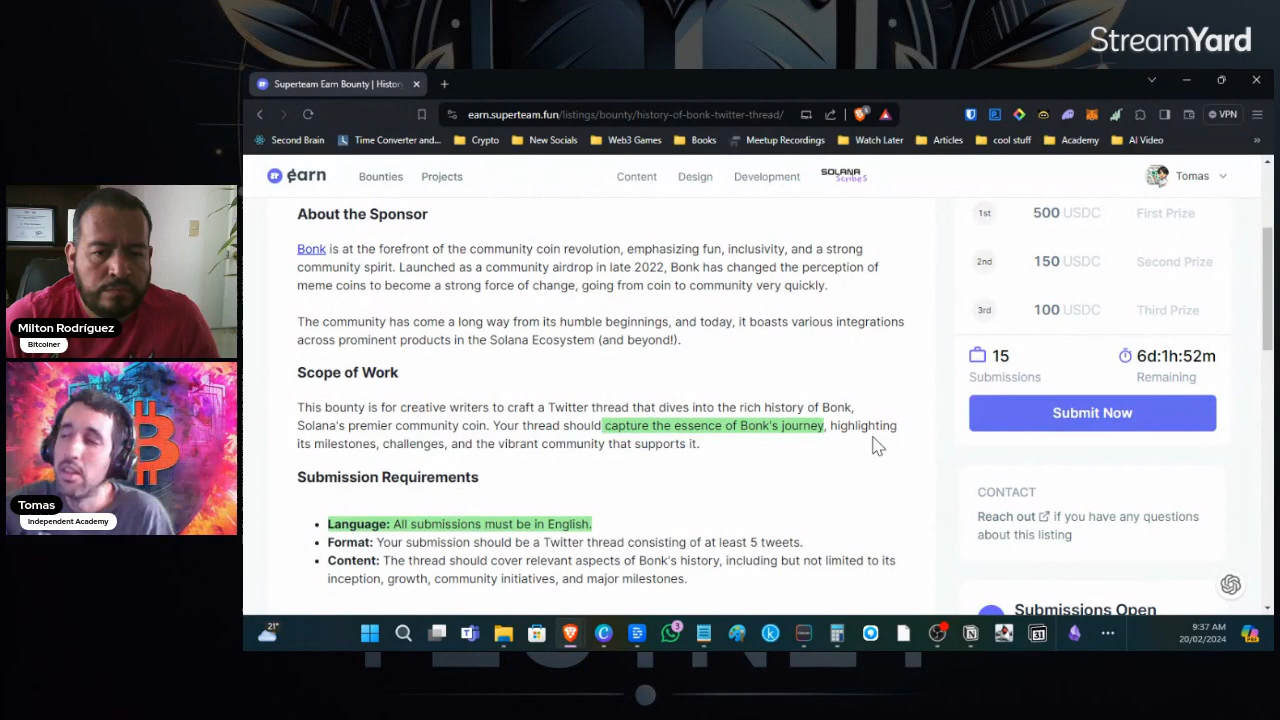 StreamYard
Superteam Earn Bounty | Histor
earn.superteam.fun/listings/bounty/history-of-bonk-twitter-thread/
VPN
Second Brain
Time Converter and...
Crypto
New Socials
Web3 Games
Books
Meetup Recordings
Watch Later
Articles
cool stuff
Academy
AI Video
earn
Bounties
Projects
Content
Design
Development
SOLANA
Scribes
Tomas
About the Sponsor
Bonk is at the forefront of the community coin revolution, emphasizing fun, inclusivity, and a strong
community spirit. Launched as a community airdrop in late 2022, Bonk has changed the perception of
meme coins to become a strong force of change, going from coin to community very quickly.
The community has come a long way from its humble beginnings, and today, it boasts various integrations
across prominent products in the Solana Ecosystem (and beyond!).
Scope of Work
This bounty is for creative writers to craft a Twitter thread that dives into the rich history of Bonk,
Solana's premier community coin. Your thread should capture the essence of Bonk's journey, highlighting
its milestones, challenges, and the vibrant community that supports it.
Submission Requirements
• Language: All submissions must be in English.
• Format: Your submission should be a Twitter thread consisting of at least 5 tweets.
• Content: The thread should cover relevant aspects of Bonk's history, including but not limited to its
inception, growth, community initiatives, and major milestones.
1st 500 USDC First Prize
2nd 150 USDC Second Prize
3rd 100 USDC Third Prize
15
Submissions
6d:1h:52m
Remaining
Submit Now
CONTACT
Reach out if you have any questions
about this listing
Submissions Open
Milton Rodríguez
Bitcoiner
Tomas
Independent Academy
21°
3
31
9:37 AM
20/02/2024